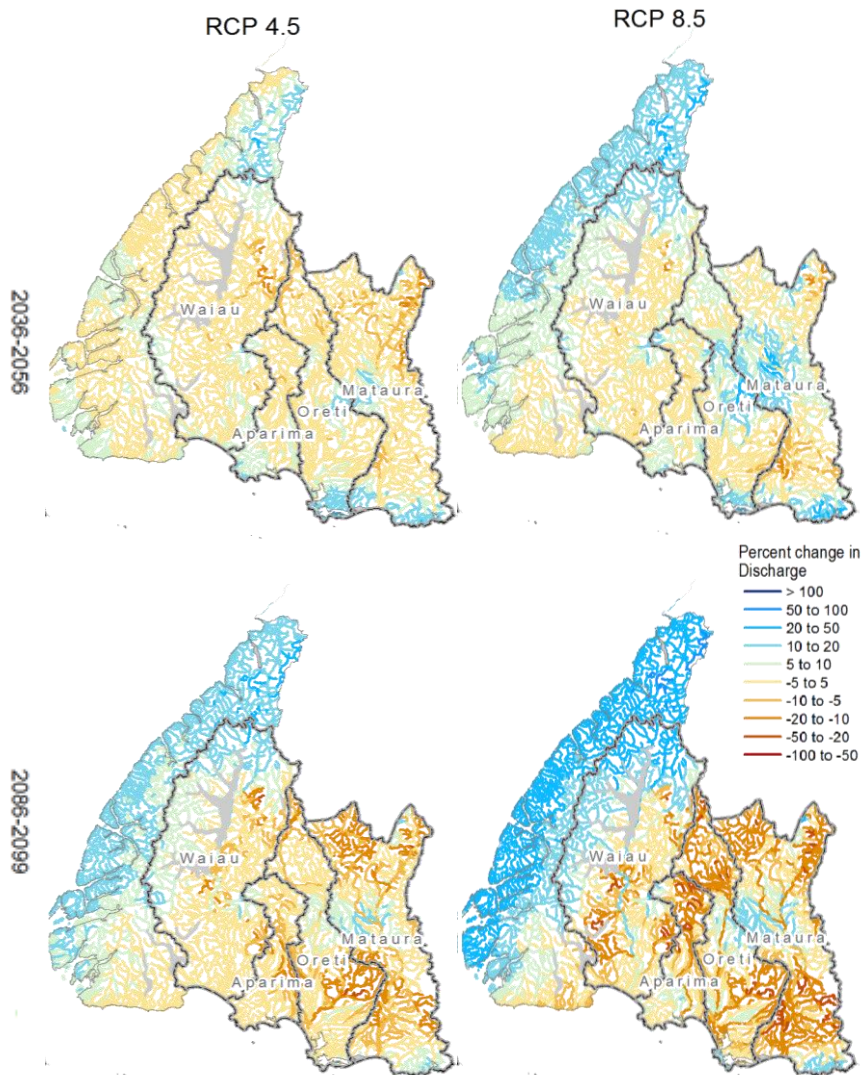 RCP 4.5
RCP 8.5
2036-2056
Waiau
Mataura
Oreti
Aparima
Waiau
Mataura
Oreti
Aparima
Percent change in
Discharge
> 100
50 to 100
20 to 50
10 to 20
5 to 10
-5 to 5
-10 to -5
-20 to -10
-50 to -20
-100 to -50
2086-2099
Waiau
Mataura
Oreti
Aparima
Waiau
Mataura
Oreti
Aparima